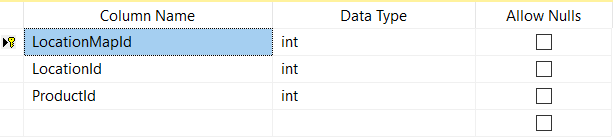 Column Name Data Type Allow Nulls
LocationMapId int
LocationId int
ProductId int